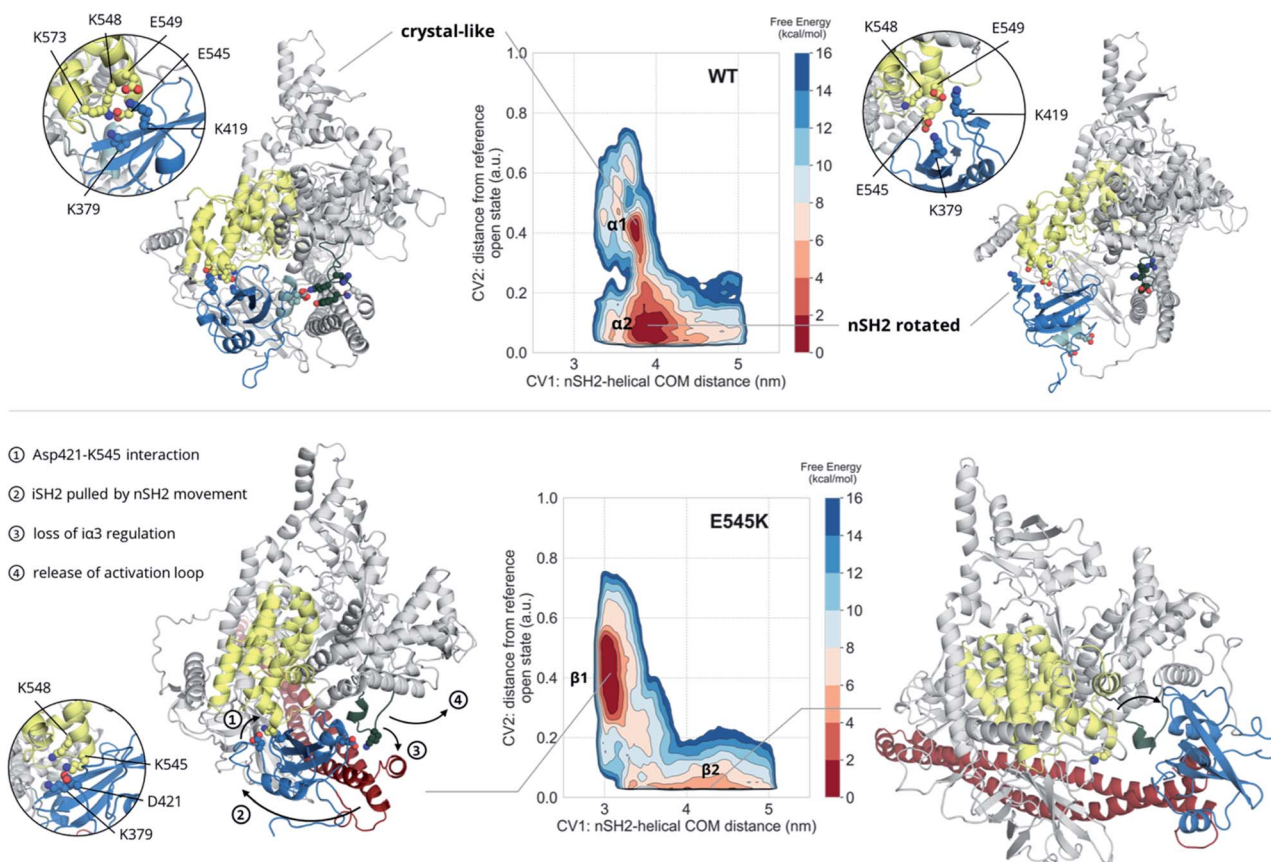 K548
E549
K573
E545
K419
K379
crystal-like
WT
CV2: distance from reference
open state (a.u.)
1.0
0.8
0.6
0.4
0.2
0.0
α1
α2
3
4
5
CV1: nSH2-helical COM distance (nm)
Free Energy
(kcal/mol)
16
14
12
10
8
6
4
2
0
K548
E549
K419
E545
K379
nSH2 rotated
① Asp421-K545 interaction
② iSH2 pulled by nSH2 movement
③ loss of iα3 regulation
④ release of activation loop
①
②
③
④
K548
K545
D421
K379
E545K
CV2: distance from reference
open state (a.u.)
1.0
0.8
0.6
0.4
0.2
0.0
β1
β2
3
4
5
CV1: nSH2-helical COM distance (nm)
Free Energy
(kcal/mol)
16
14
12
10
8
6
4
2
0